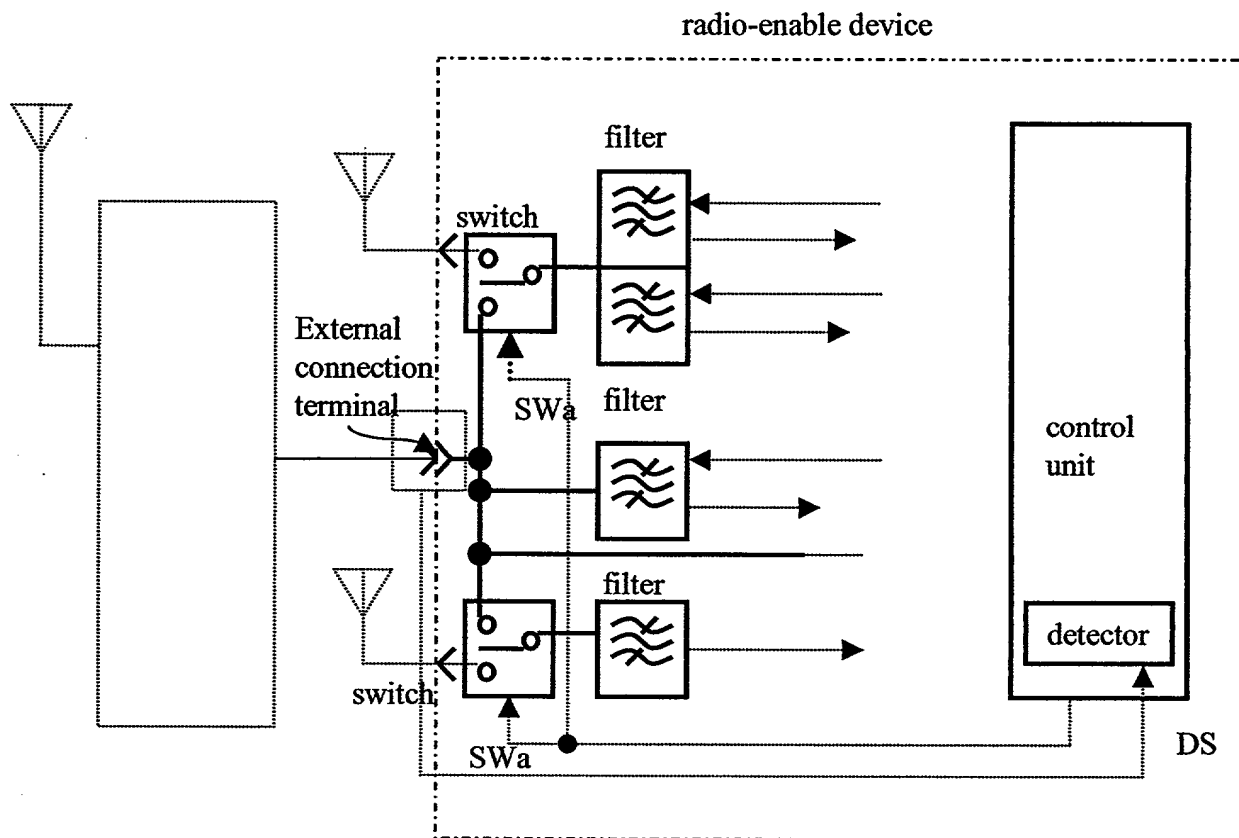 radio-enable device
filter
switch
External
connection
terminal
SWa
filter
control
unit
filter
detector
switch
SWa
DS